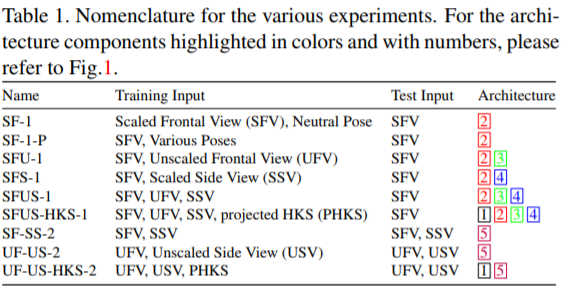 Table 1. Nomenclature for the various experiments. For the archi-
tecture components highlighted in colors and with numbers, please
refer to Fig.1.
Name Training Input Test Input Architecture
SF-1 Scaled Frontal View (SFV), Neutral Pose SFV 2
SF-1-P SFV, Various Poses SFV 2
SFU-1 SFV, Unscaled Frontal View (UFV) SFV 2 3
SFS-1 SFV, Scaled Side View (SSV) SFV 2 4
SFUS-1 SFV, UFV, SSV SFV 2 3 4
SFUS-HKS-1 SFV, UFV, SSV, projected HKS (PHKS) SFV 1 2 3 4
SF-SS-2 SFV, SSV SFV, SSV 5
UF-US-2 UFV, Unscaled Side View (USV) UFV, USV 5
UF-US-HKS-2 UFV, USV, PHKS UFV, USV 1 5